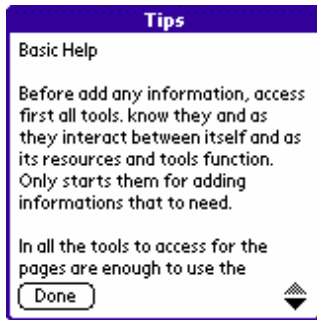 Tips
Basic Help
Before add any information, access
first all tools. know they and as
they interact between itself and as
its resources and tools function.
Only starts them for adding
informations that to need.
In all the tools to access for the
pages are enough to use the
Done